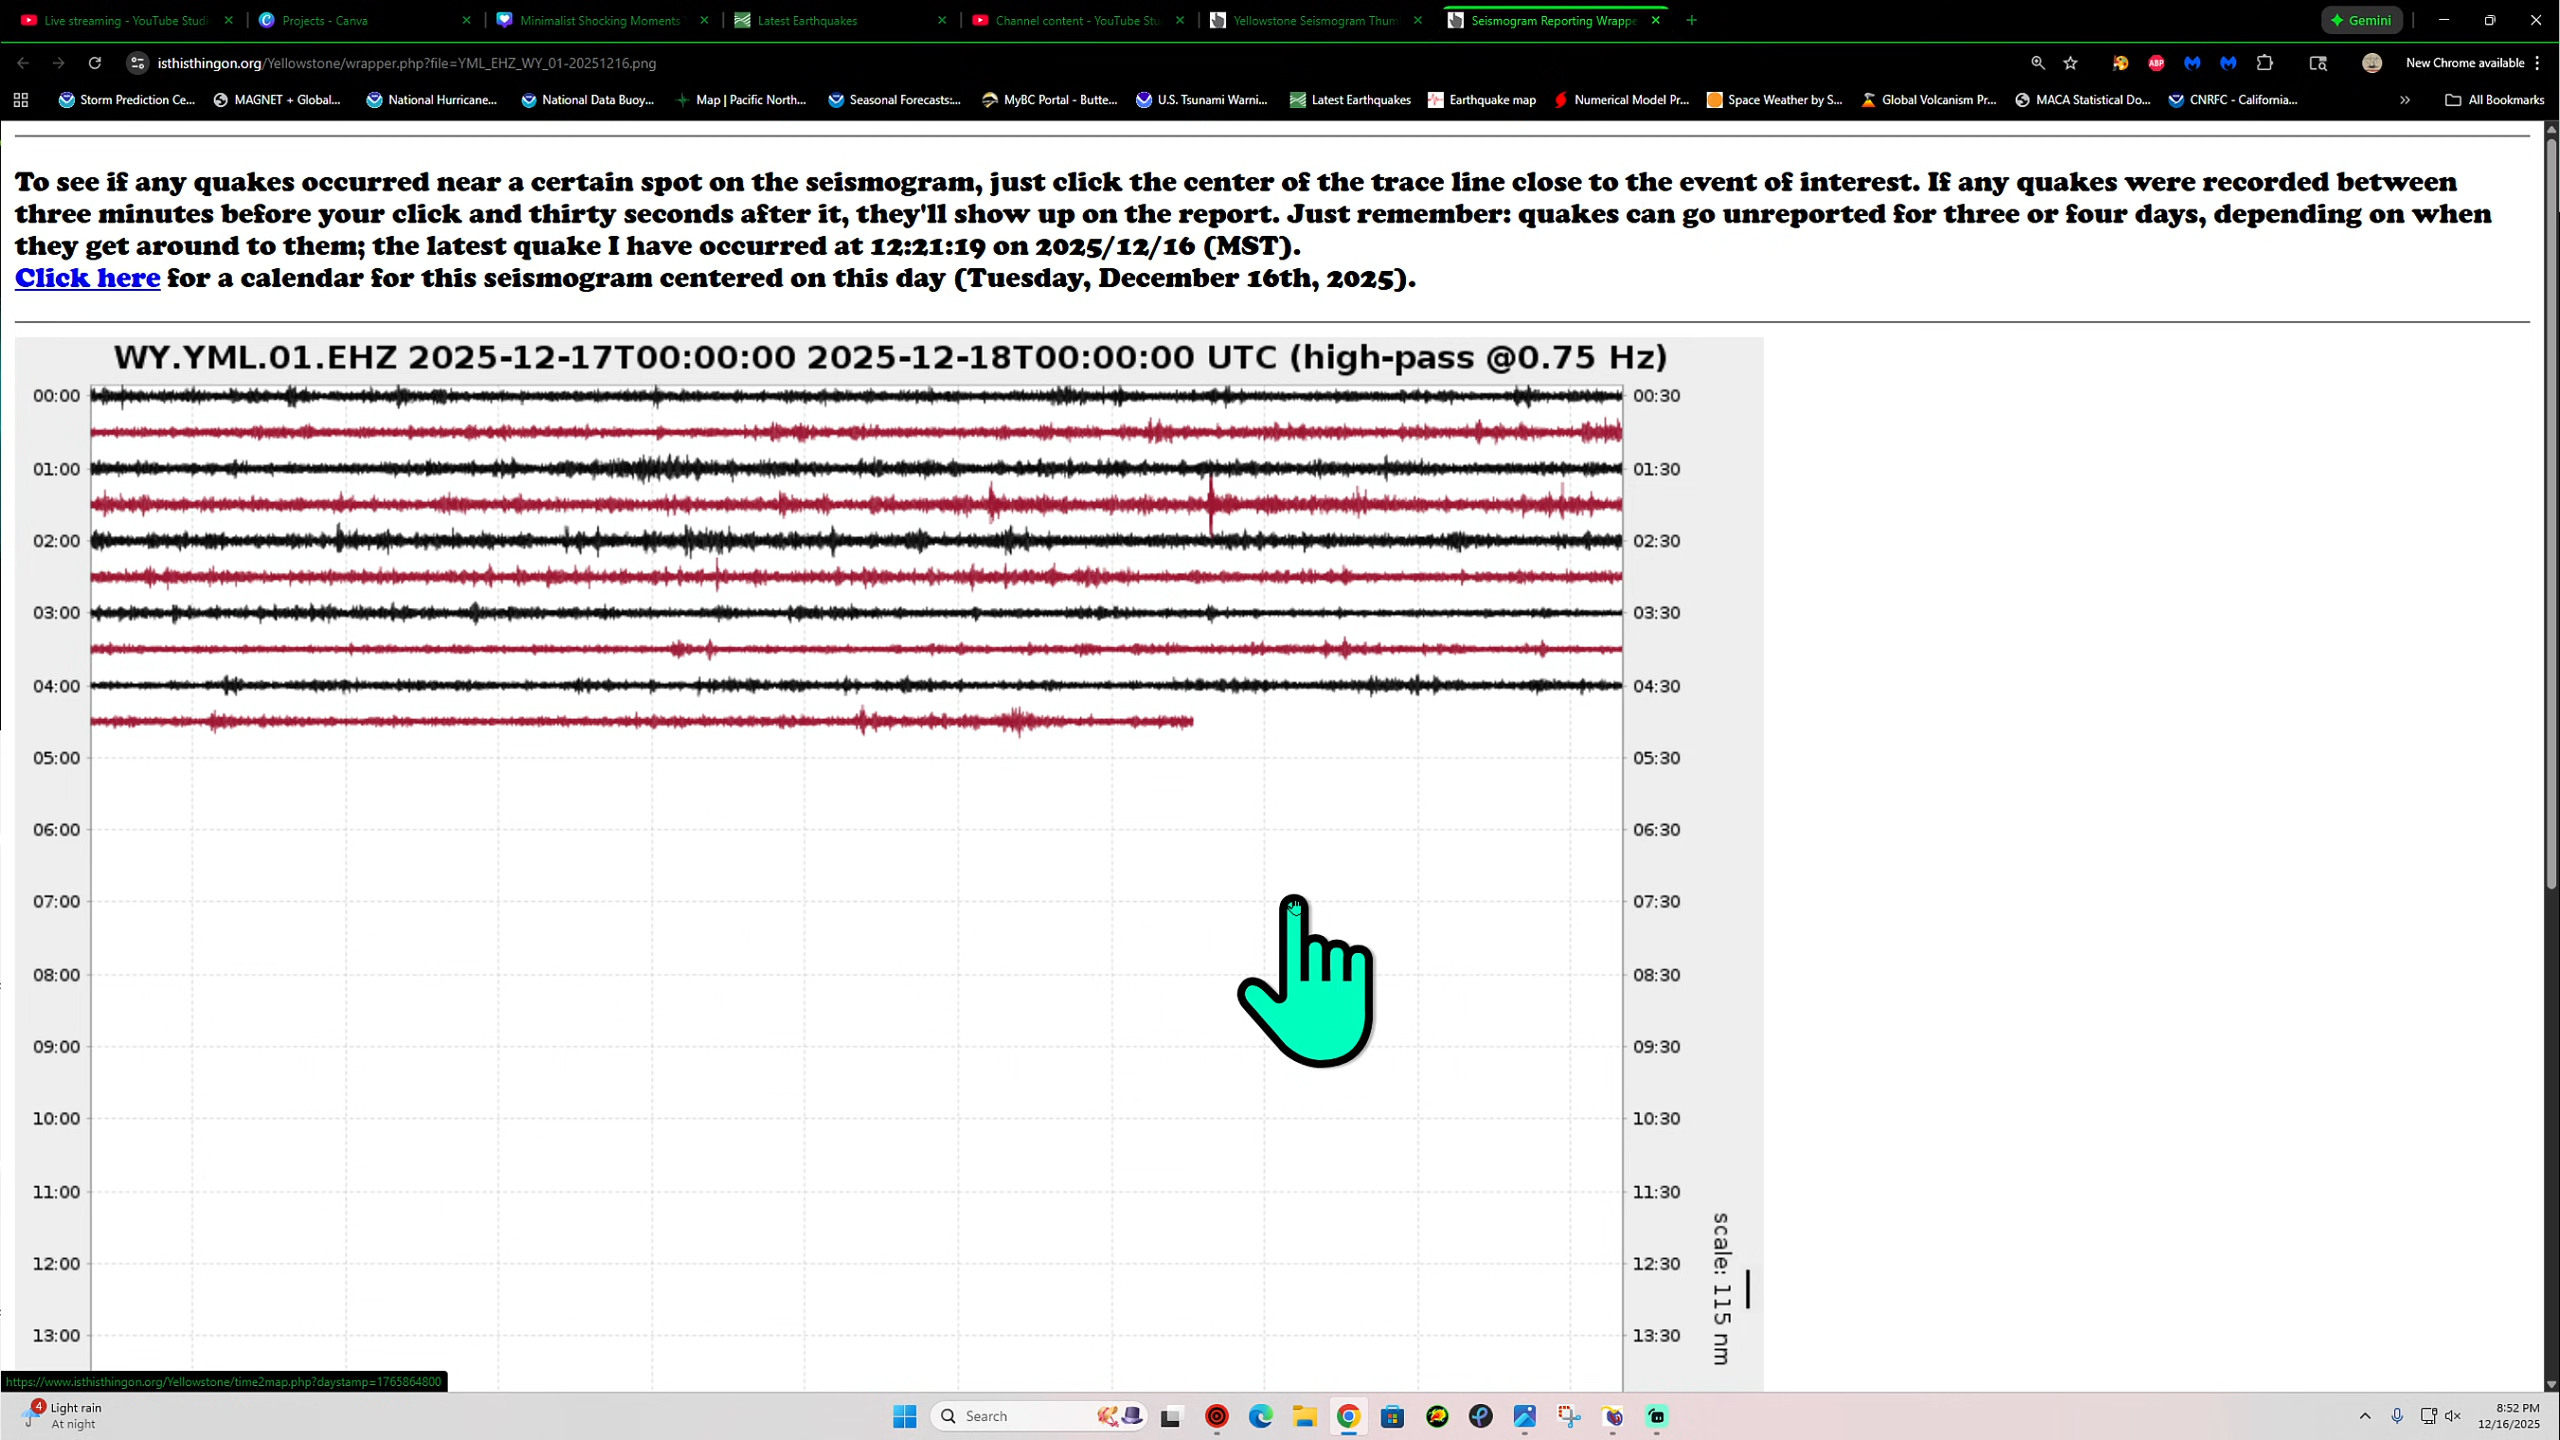 Live streaming - YouTube Studi
Projects - Canva
Minimalist Shocking Moments
Latest Earthquakes
Channel content - YouTube Stu
Yellowstone Seismogram Thum
Seismogram Reporting Wrappe
Gemini
isthisthingon.org/Yellowstone/wrapper.php?file=YML_EHZ_WY_01-20251216.png
ABP
New Chrome available
Storm Prediction Ce...
MAGNET + Global...
National Hurricane...
National Data Buoy...
Map | Pacific North...
Seasonal Forecasts:...
MyBC Portal - Butte...
U.S. Tsunami Warni...
Latest Earthquakes
Earthquake map
Numerical Model Pr...
Space Weather by S...
Global Volcanism Pr...
MACA Statistical Do...
CNRFC - California...
All Bookmarks
To see if any quakes occurred near a certain spot on the seismogram, just click the center of the trace line close to the event of interest. If any quakes were recorded between
three minutes before your click and thirty seconds after it, they'll show up on the report. Just remember: quakes can go unreported for three or four days, depending on when
they get around to them; the latest quake I have occurred at 12:21:19 on 2025/12/16 (MST).
Click here for a calendar for this seismogram centered on this day (Tuesday, December 16th, 2025).
WY.YML.01.EHZ 2025-12-17T00:00:00 2025-12-18T00:00:00 UTC (high-pass @0.75 Hz)
00:00 00:30
01:00 01:30
02:00 02:30
03:00 03:30
04:00 04:30
05:00 05:30
06:00 06:30
07:00 07:30
08:00 08:30
09:00 09:30
10:00 10:30
11:00 11:30
12:00 12:30
13:00 13:30
scale: 115 nm
https://www.isthisthingon.org/Yellowstone/time2map.php?daystamp=1765864800
4
Light rain
At night
Search
8:52 PM
12/16/2025